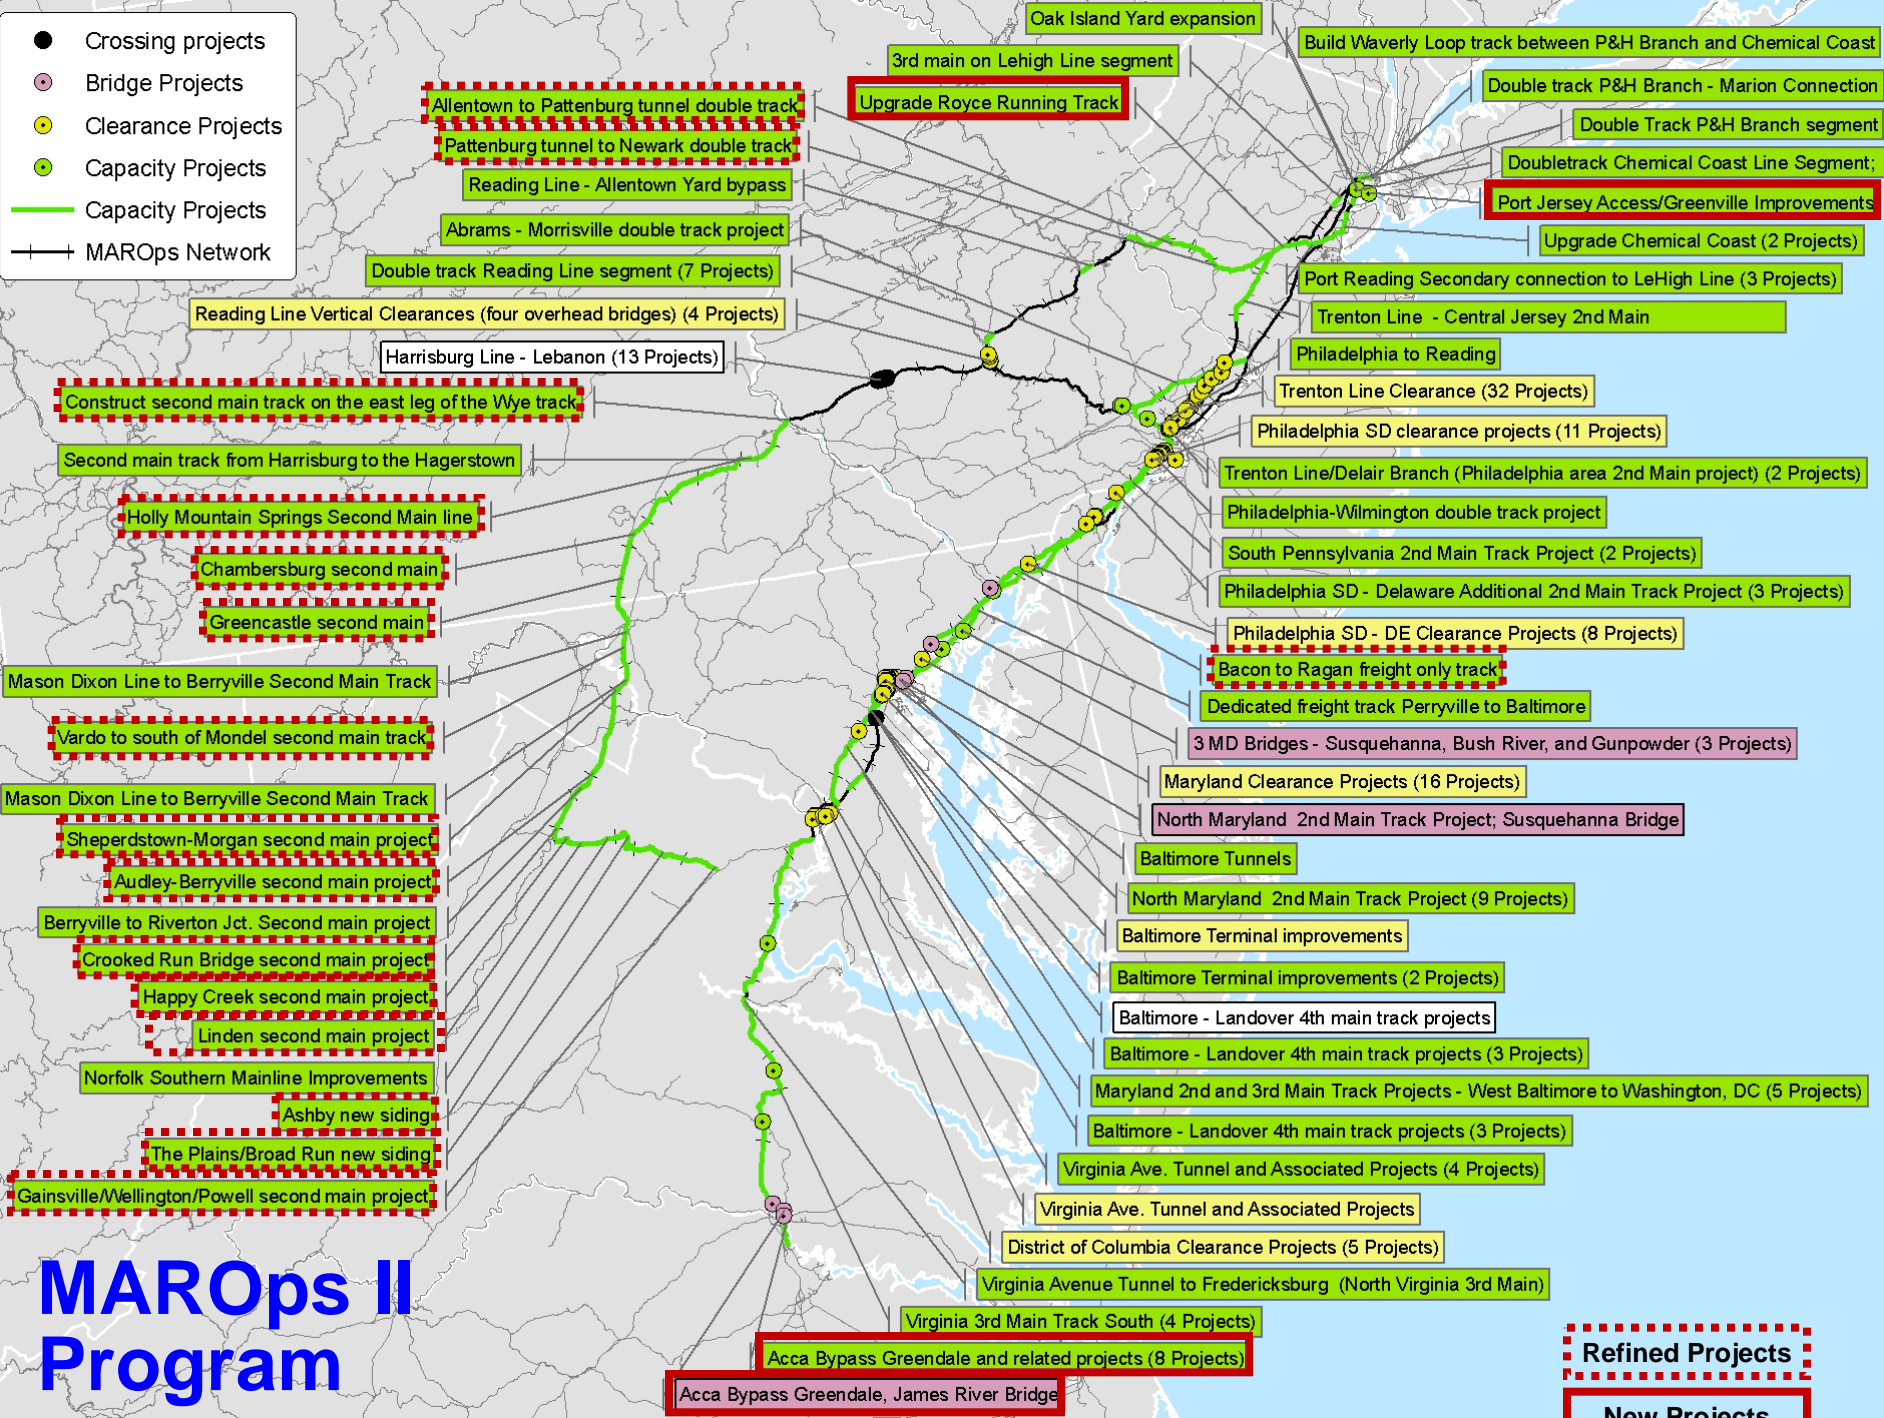 Crossing projects
Bridge Projects
Clearance Projects
Capacity Projects
Capacity Projects
MAROps Network
Oak Island Yard expansion
Build Waverly Loop track between P&H Branch and Chemical Coast
3rd main on Lehigh Line segment
Double track P&H Branch - Marion Connection
Allentown to Pattenburg tunnel double track
Upgrade Royce Running Track
Double Track P&H Branch segment
Pattenburg tunnel to Newark double track
Doubletrack Chemical Coast Line Segment;
Reading Line - Allentown Yard bypass
Port Jersey Access/Greenville Improvements
Abrams - Morrisville double track project
Upgrade Chemical Coast (2 Projects)
Double track Reading Line segment (7 Projects)
Port Reading Secondary connection to LeHigh Line (3 Projects)
Reading Line Vertical Clearances (four overhead bridges) (4 Projects)
Trenton Line - Central Jersey 2nd Main
Harrisburg Line - Lebanon (13 Projects)
Philadelphia to Reading
Construct second main track on the east leg of the Wye track
Trenton Line Clearance (32 Projects)
Philadelphia SD clearance projects (11 Projects)
Second main track from Harrisburg to the Hagerstown
Trenton Line/Delair Branch (Philadelphia area 2nd Main project) (2 Projects)
Holly Mountain Springs Second Main line
Philadelphia-Wilmington double track project
Chambersburg second main
South Pennsylvania 2nd Main Track Project (2 Projects)
Philadelphia SD - Delaware Additional 2nd Main Track Project (3 Projects)
Greencastle second main
Philadelphia SD - DE Clearance Projects (8 Projects)
Mason Dixon Line to Berryville Second Main Track
Bacon to Ragan freight only track
Dedicated freight track Perryville to Baltimore
Vardo to south of Mondel second main track
3 MD Bridges - Susquehanna, Bush River, and Gunpowder (3 Projects)
Maryland Clearance Projects (16 Projects)
Mason Dixon Line to Berryville Second Main Track
North Maryland 2nd Main Track Project; Susquehanna Bridge
Sheperdstown-Morgan second main project
Baltimore Tunnels
Audley-Berryville second main project
North Maryland 2nd Main Track Project (9 Projects)
Berryville to Riverton Jct. Second main project
Baltimore Terminal improvements
Crooked Run Bridge second main project
Baltimore Terminal improvements (2 Projects)
Happy Creek second main project
Baltimore - Landover 4th main track projects
Linden second main project
Baltimore - Landover 4th main track projects (3 Projects)
Norfolk Southern Mainline Improvements
Maryland 2nd and 3rd Main Track Projects - West Baltimore to Washington, DC (5 Projects)
Ashby new siding
Baltimore - Landover 4th main track projects (3 Projects)
The Plains/Broad Run new siding
Virginia Ave. Tunnel and Associated Projects (4 Projects)
Gainsville/Wellington/Powell second main project
Virginia Ave. Tunnel and Associated Projects
District of Columbia Clearance Projects (5 Projects)
Virginia Avenue Tunnel to Fredericksburg (North Virginia 3rd Main)
Virginia 3rd Main Track South (4 Projects)
Acca Bypass Greendale and related projects (8 Projects)
Acca Bypass Greendale, James River Bridge
MAROps II
Program
Refined Projects
New Projects